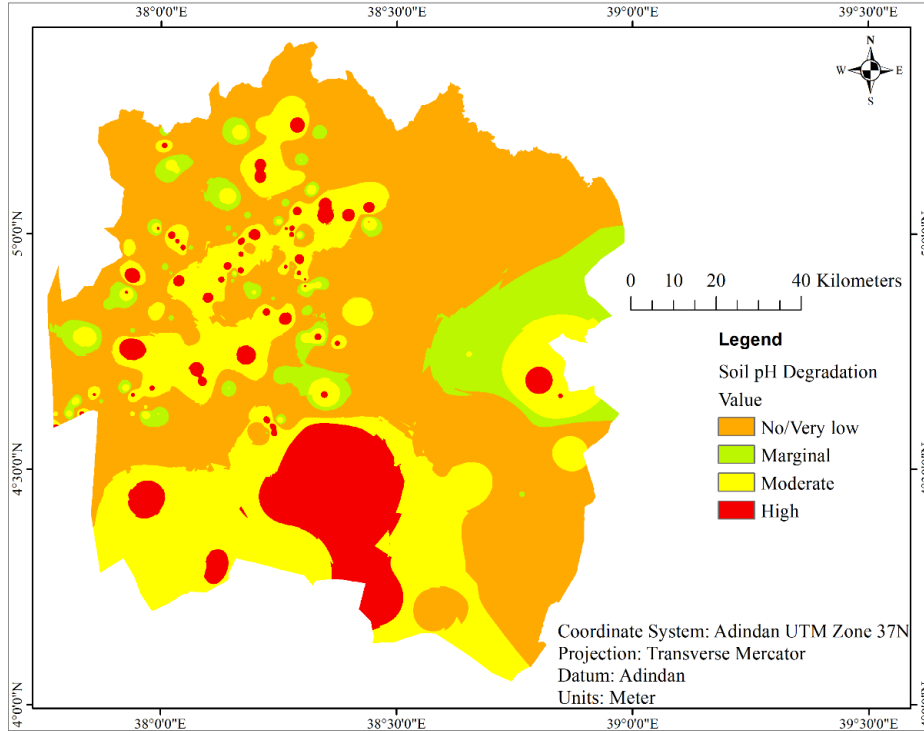 38°0'0"E 38°30'0"E 39°0'0"E 39°30'0"E
N
W E
S
5°0'0"N
0 10 20 40 Kilometers
Legend
Soil pH Degradation
Value
No/Very low
Marginal
Moderate
High
4°30'0"N
Coordinate System: Adindan UTM Zone 37N
Projection: Transverse Mercator
Datum: Adindan
Units: Meter
4°0'0"N
38°0'0"E 38°30'0"E 39°0'0"E 39°30'0"E